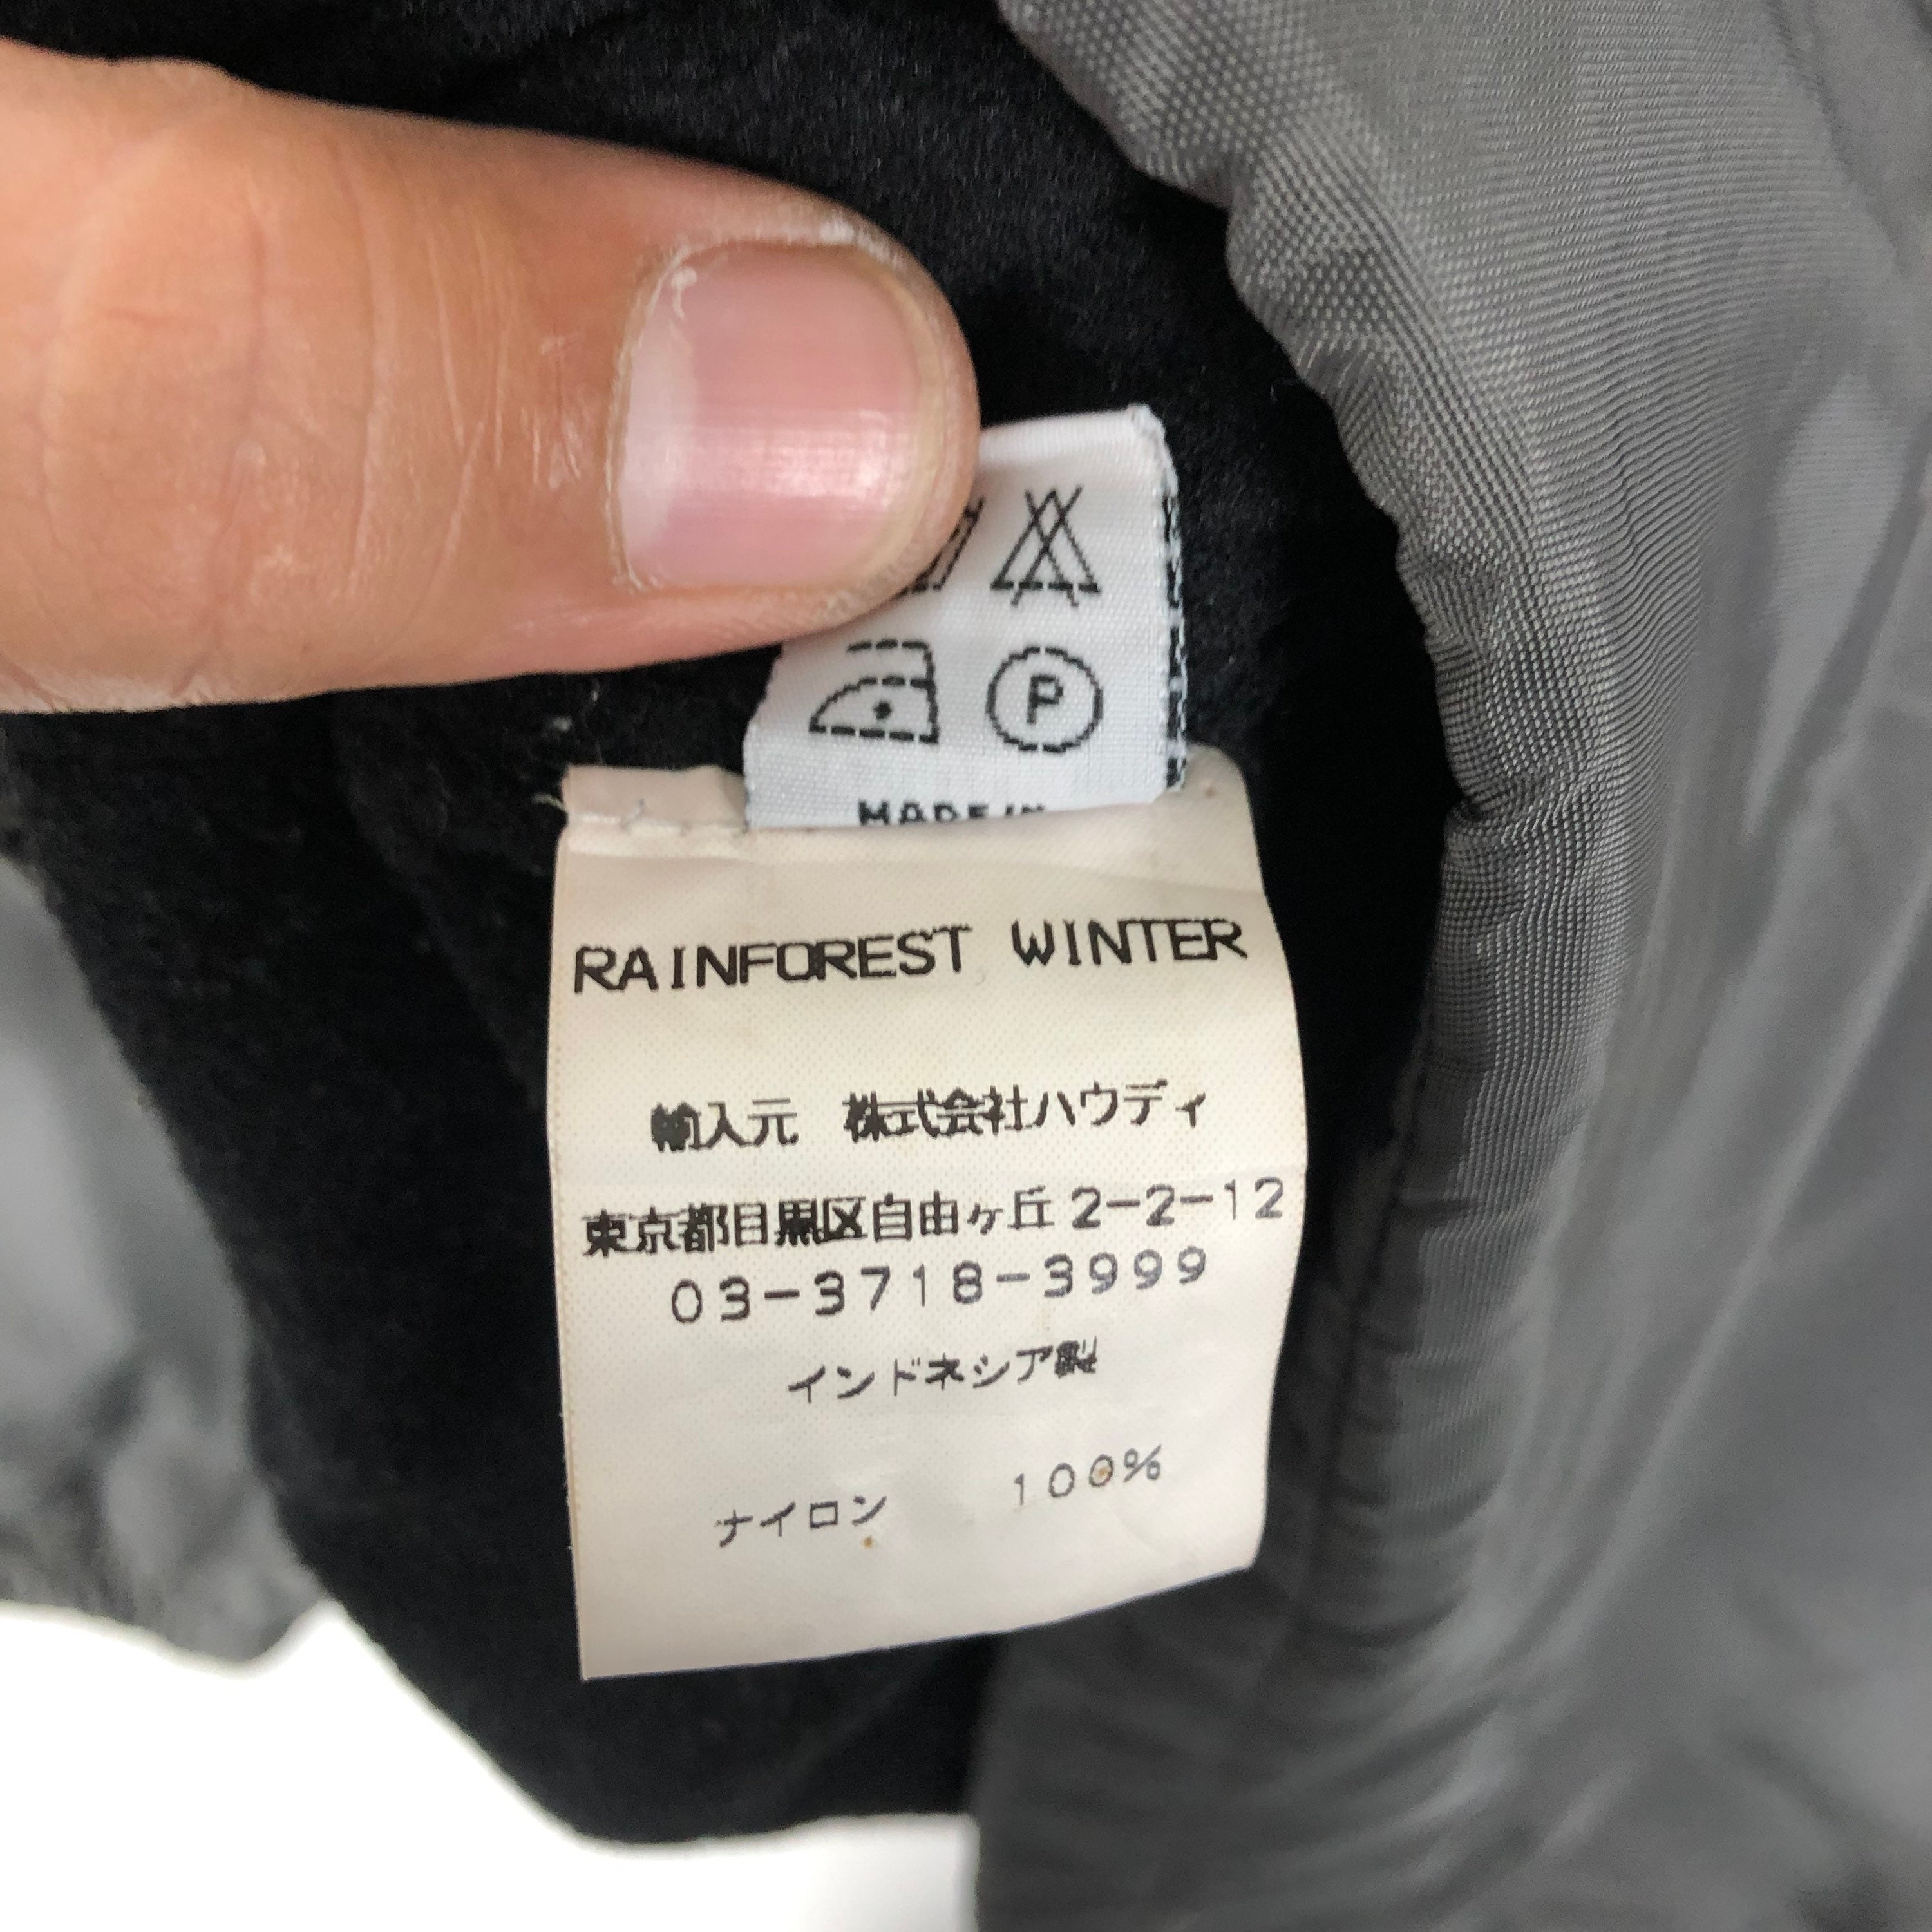 P
MADE IN
RAINFOREST WINTER
輸入元 株式会社ハウディ
東京都目黒区自由ヶ丘2-2-12
03-3718-3999
インドネシア製
ナイロン 100%